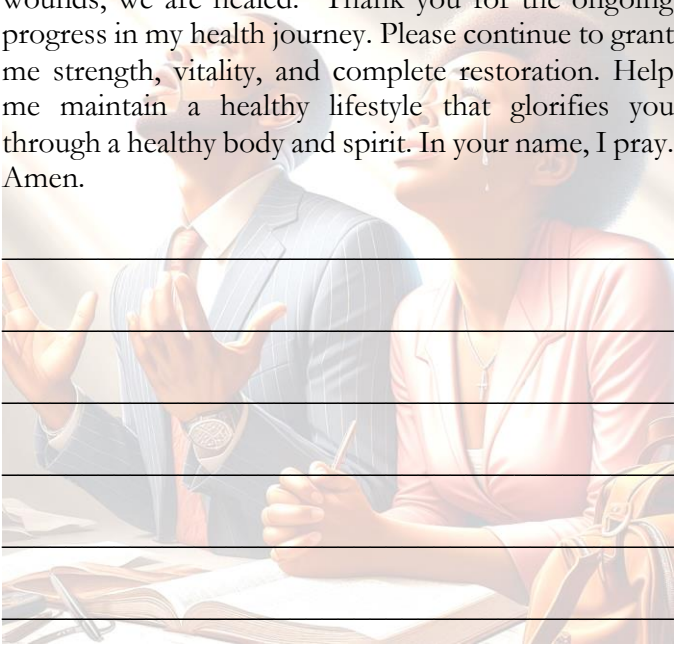 wounds, we are healed." Thank you for the ongoing
progress in my health journey. Please continue to grant
me strength, vitality, and complete restoration. Help
me maintain a healthy lifestyle that glorifies you
through a healthy body and spirit. In your name, I pray.
Amen.